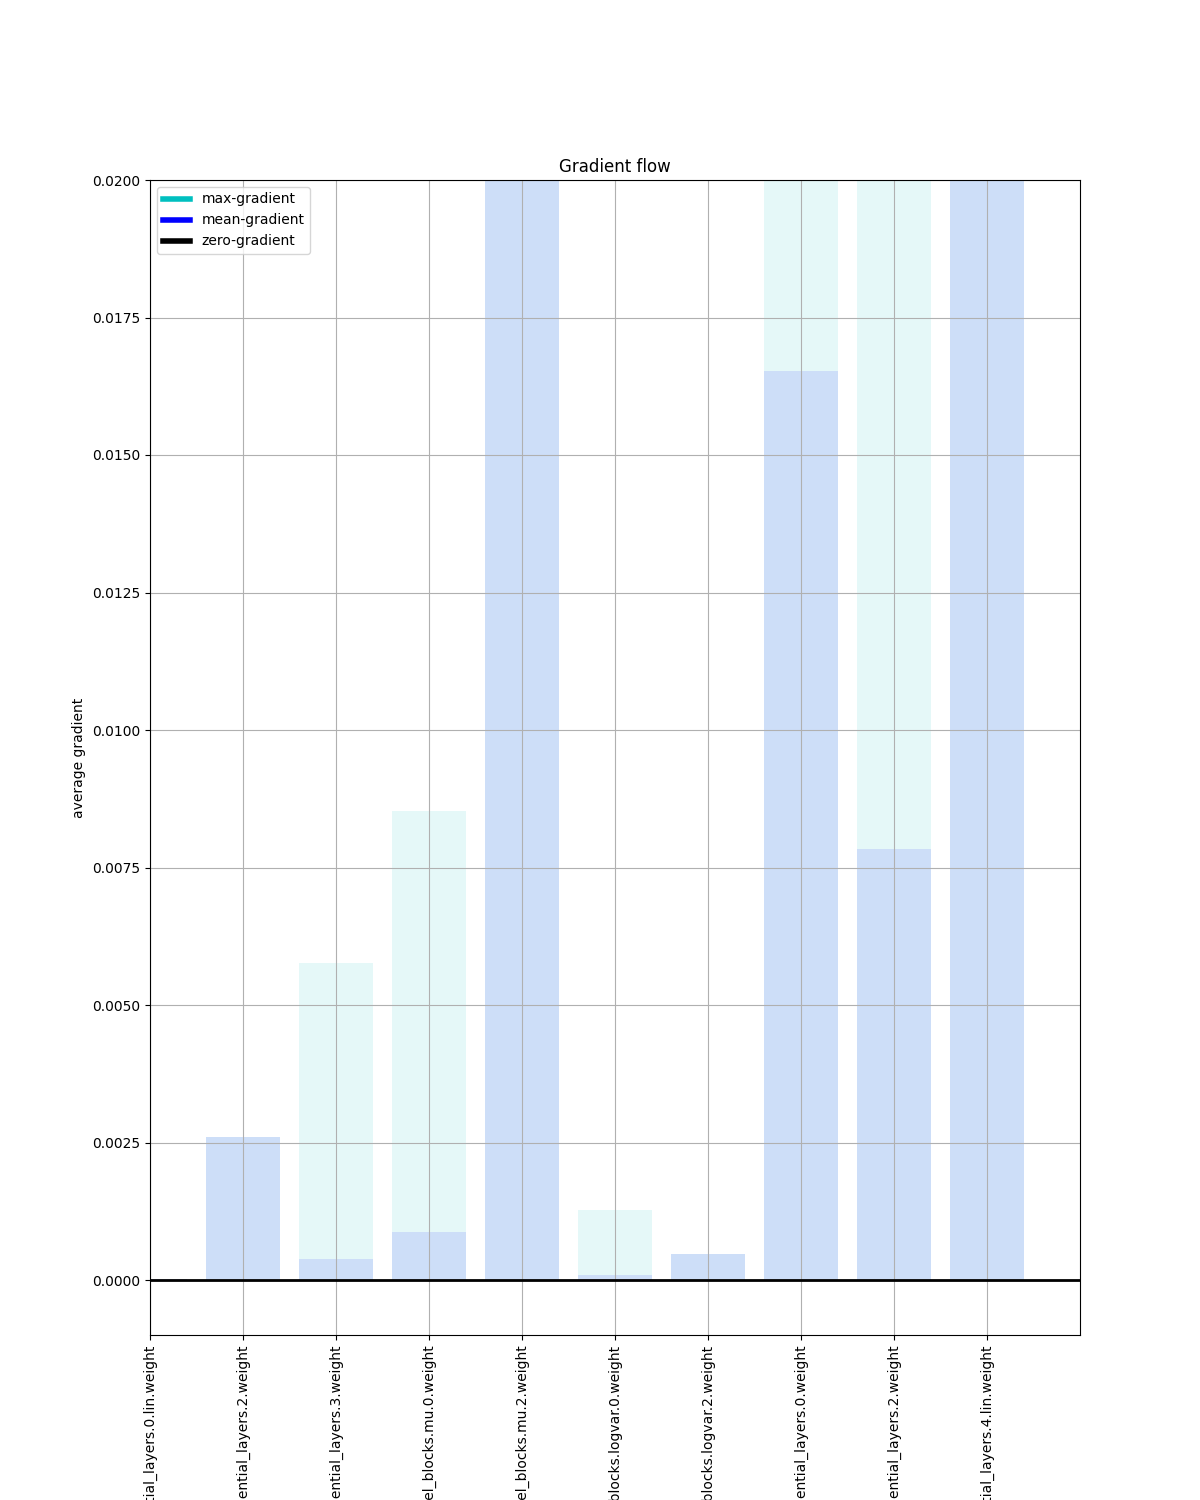 Gradient flow
max-gradient
mean-gradient
zero-gradient
0.0200
0.0175
0.0150
0.0125
0.0100
0.0075
0.0050
0.0025
0.0000
average gradient
tial_layers.0.lin.weight
ential_layers.2.weight
ential_layers.3.weight
el_blocks.mu.0.weight
el_blocks.mu.2.weight
blocks.logvar.0.weight
blocks.logvar.2.weight
ential_layers.0.weight
ential_layers.2.weight
tial_layers.4.lin.weight